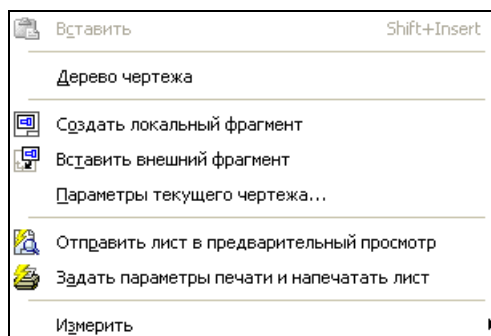 Вставить Shift+Insert
Дерево чертежа
Создать локальный фрагмент
Вставить внешний фрагмент
Параметры текущего чертежа...
Отправить лист в предварительный просмотр
Задать параметры печати и напечатать лист
Измерить